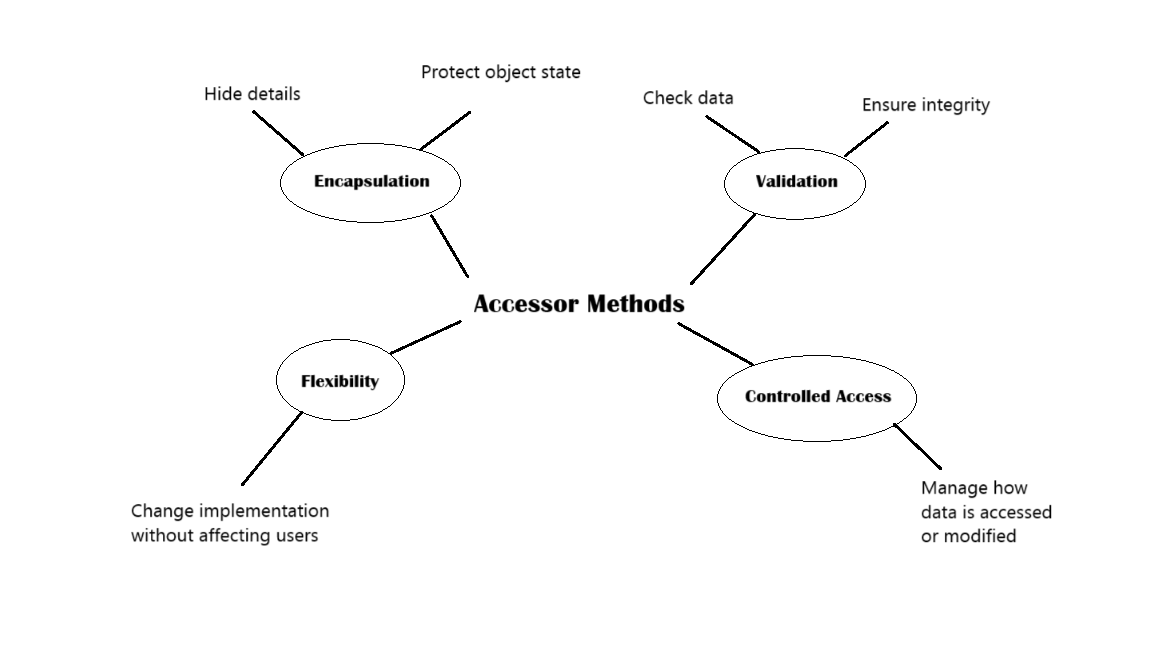 Protect object state
Hide details
Check data
Ensure integrity
Encapsulation
Validation
Accessor Methods
Flexibility
Controlled Access
Manage how
data is accessed
or modified
Change implementation
without affecting users